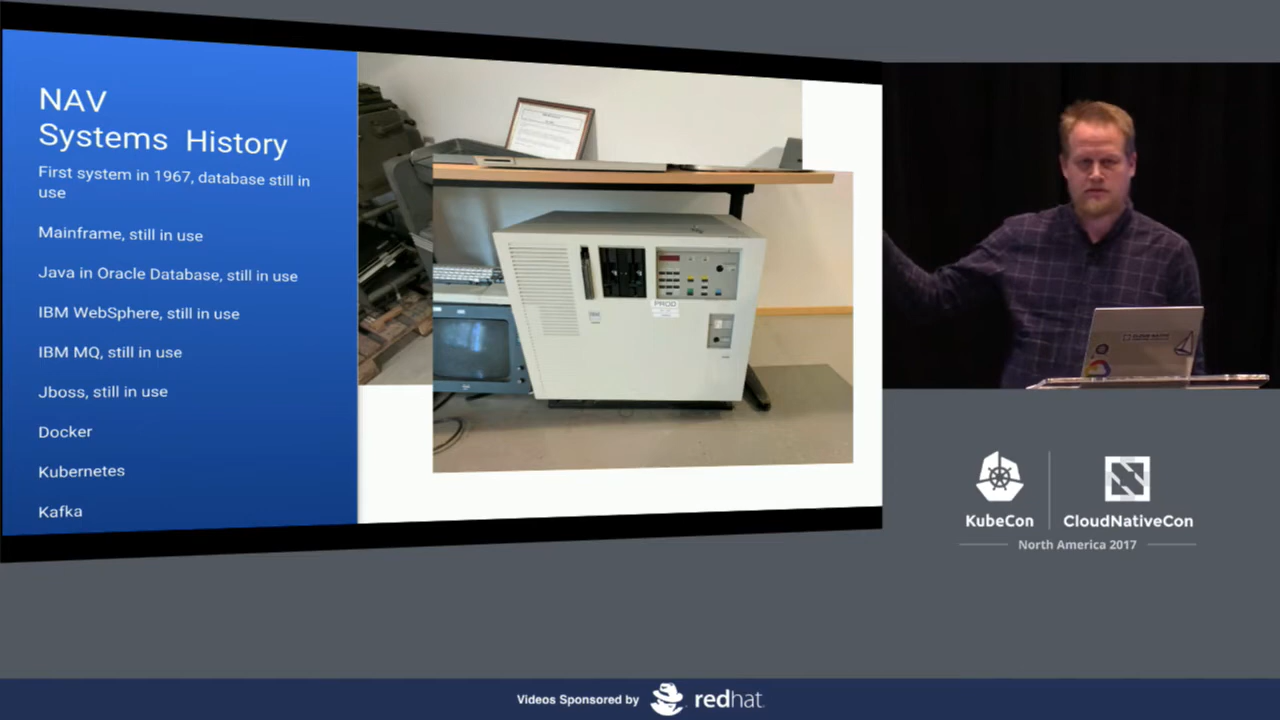 NAV
Systems History
First system in 1967, database still in
use
Mainframe, still in use
Java in Oracle Database, still in use
IBM WebSphere, still in use
IBM MQ, still in use
Jboss, still in use
Docker
Kubernetes
Kafka
PROD
KubeCon
CloudNativeCon
North America 2017
Videos Sponsored by
redhat